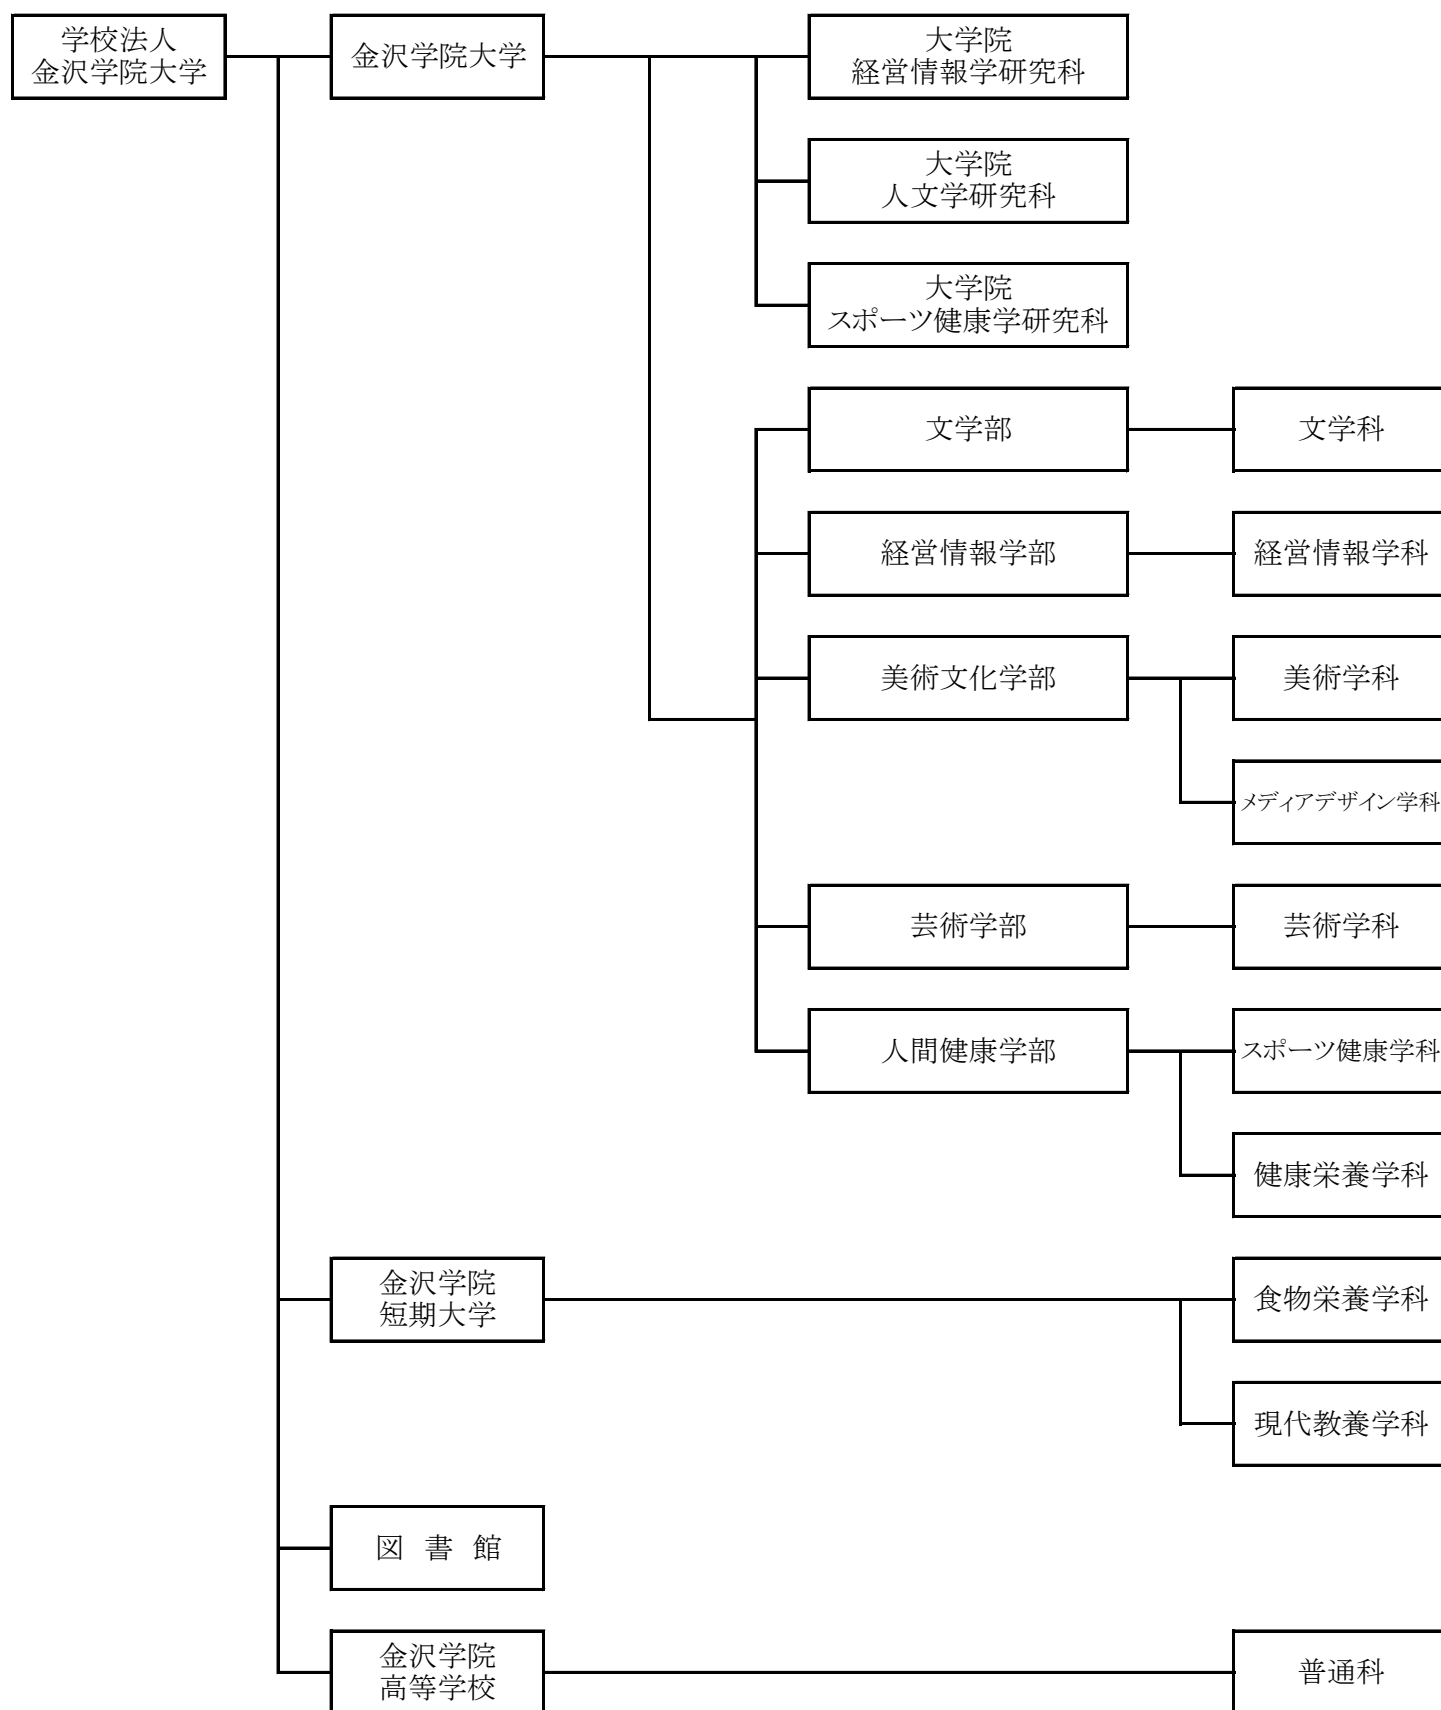 学校法人
金沢学院大学
金沢学院大学
大学院
経営情報学研究科
大学院
人文学研究科
大学院
スポーツ健康学研究科
文学部
文学科
経営情報学部
経営情報学科
美術文化学部
美術学科
メディアデザイン学科
芸術学部
芸術学科
人間健康学部
スポーツ健康学科
健康栄養学科
金沢学院
短期大学
食物栄養学科
現代教養学科
図 書 館
金沢学院
高等学校
普通科